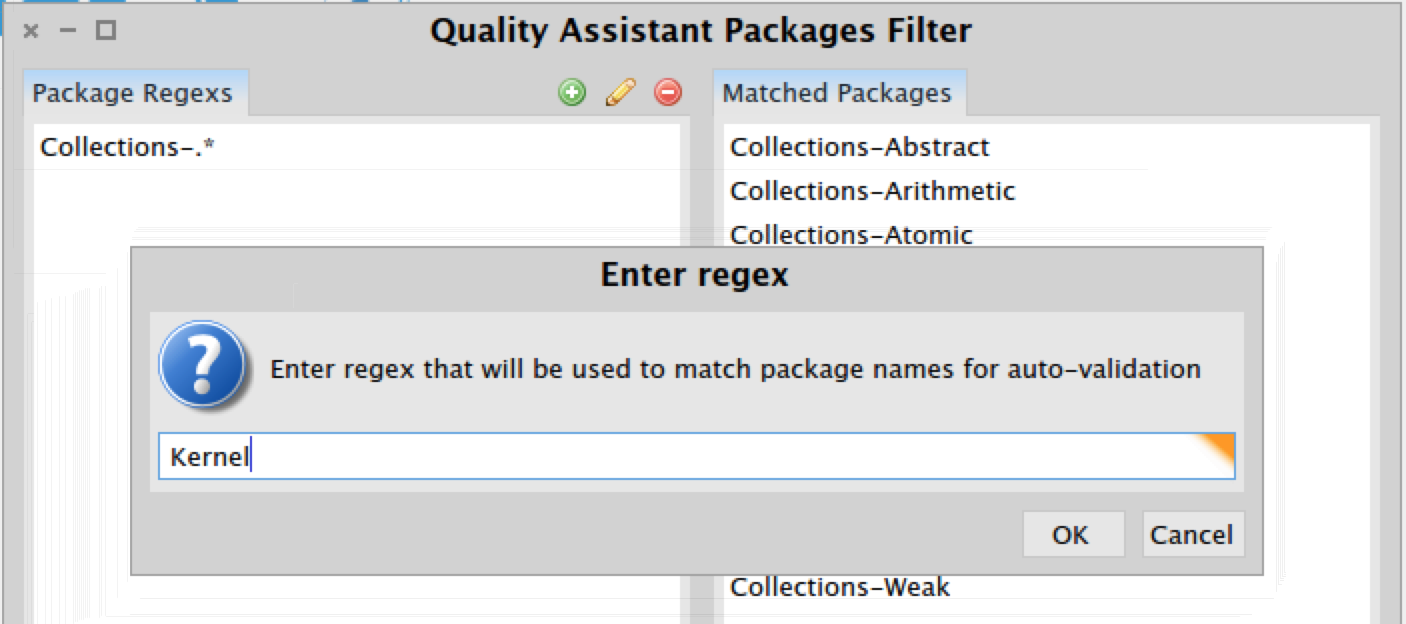 Quality Assistant Packages Filter
Package Regexs
Matched Packages
Collections-.*
Collections-Abstract
Collections-Arithmetic
Collections-Atomic
Enter regex
Enter regex that will be used to match package names for auto-validation
Kernel
OK
Cancel
Collections-Weak